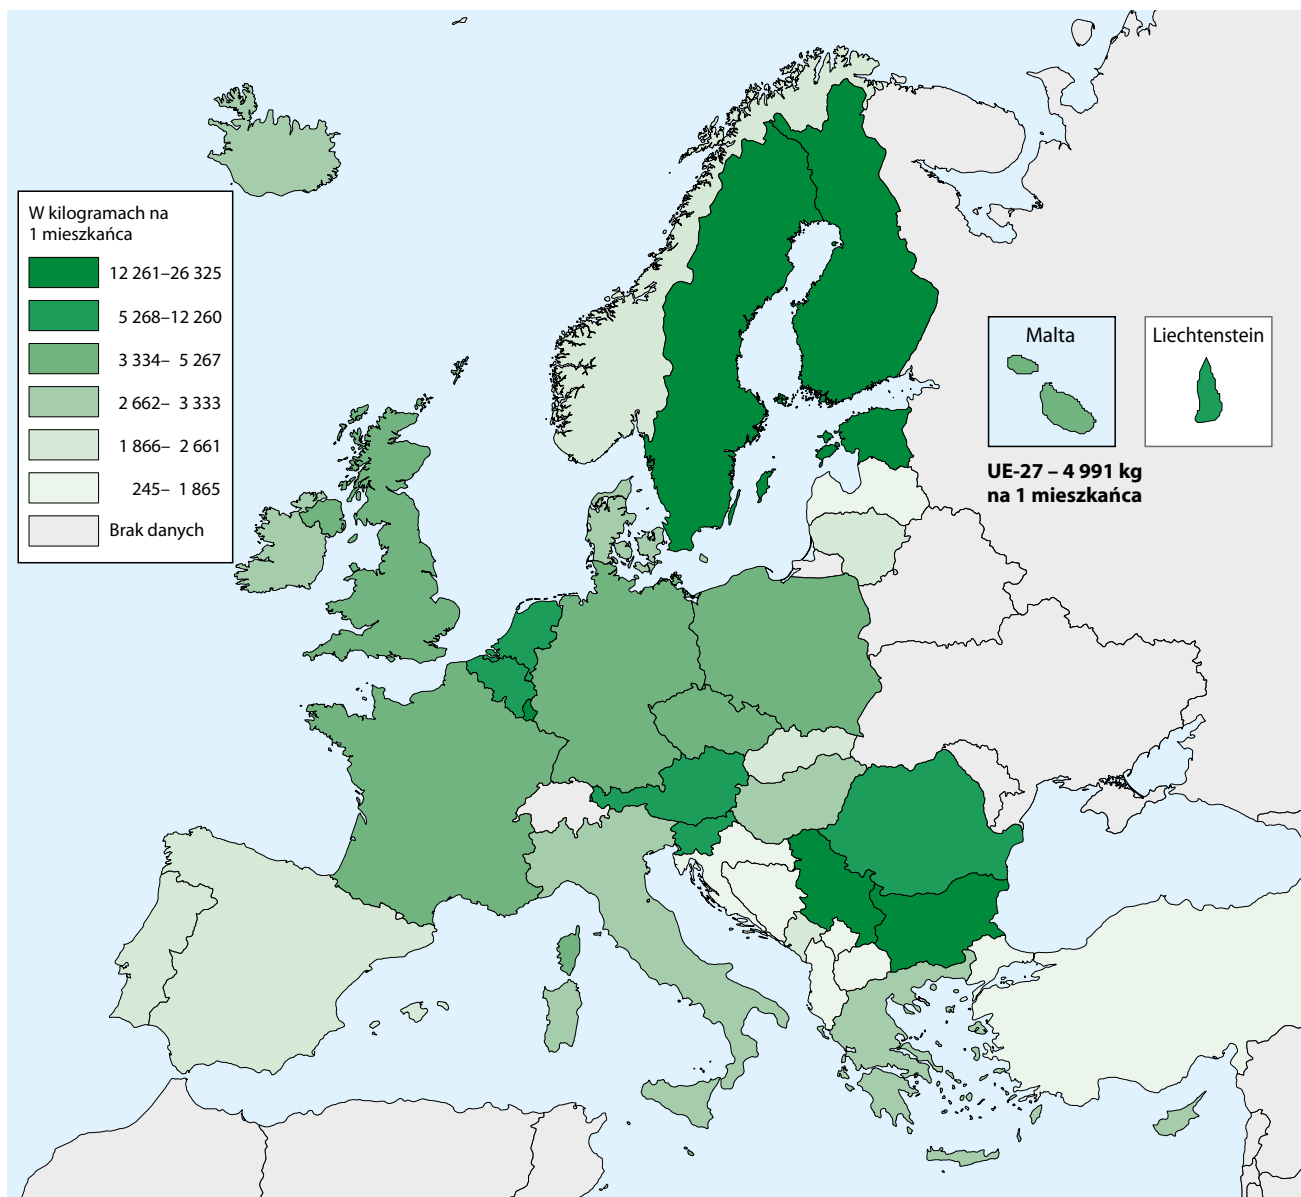 W kilogramach na
1 mieszkańca
12 261–26 325
5 268–12 260
3 334– 5 267
2 662– 3 333
1 866– 2 661
245– 1 865
Brak danych
Malta
Liechtenstein
UE-27 – 4 991 kg
na 1 mieszkańca